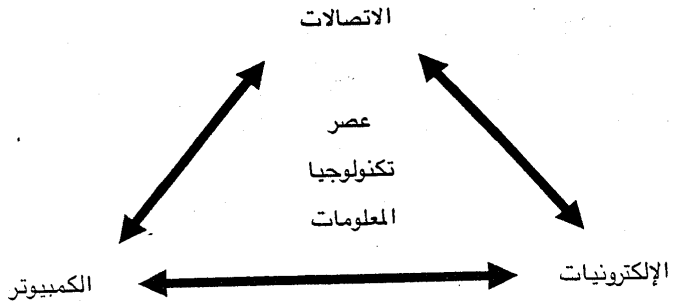 الاتصالات
عصر
تكنولوجيا
المعلومات
الإلكترونيات
الكمبيوتر